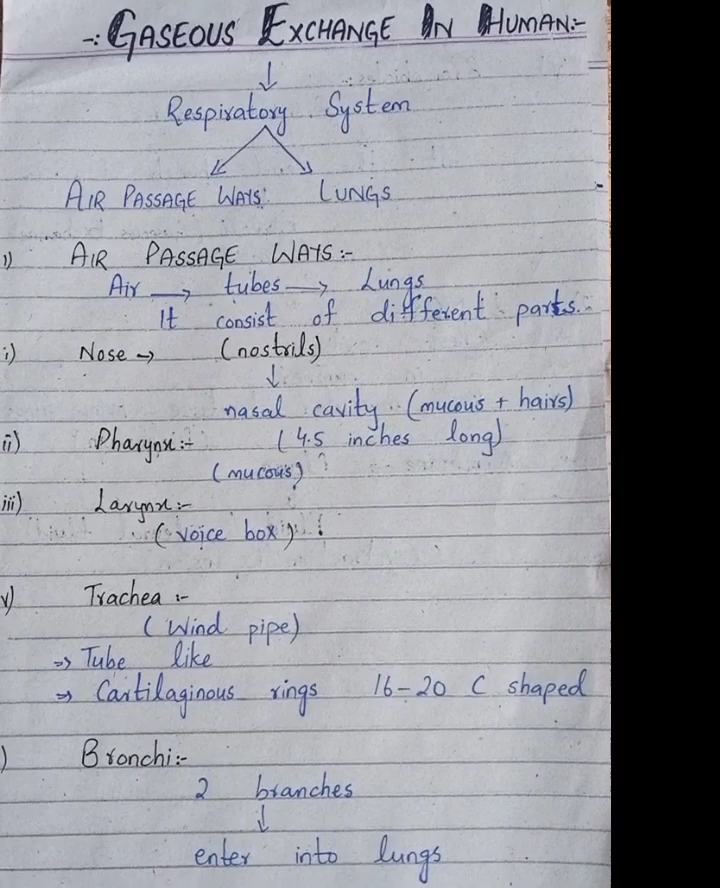 -: GASEOUS EXCHANGE IN HUMAN:-
↓
Respiratory System
AIR PASSAGE WAYS LUNGS
1) AIR PASSAGE WAYS :-
Air → tubes → Lungs
It consist of different parts.
i) Nose → (nostrils)
↓
nasal cavity (mucous + hairs)
ii) Pharynx :- (4.5 inches long)
(mucous)
iii) Larynx :-
(voice box)
v) Trachea :-
(Wind pipe)
⇒ Tube like
⇒ Cartilaginous rings 16-20 C shaped
) Bronchi :-
2 branches
↓
enter into lungs